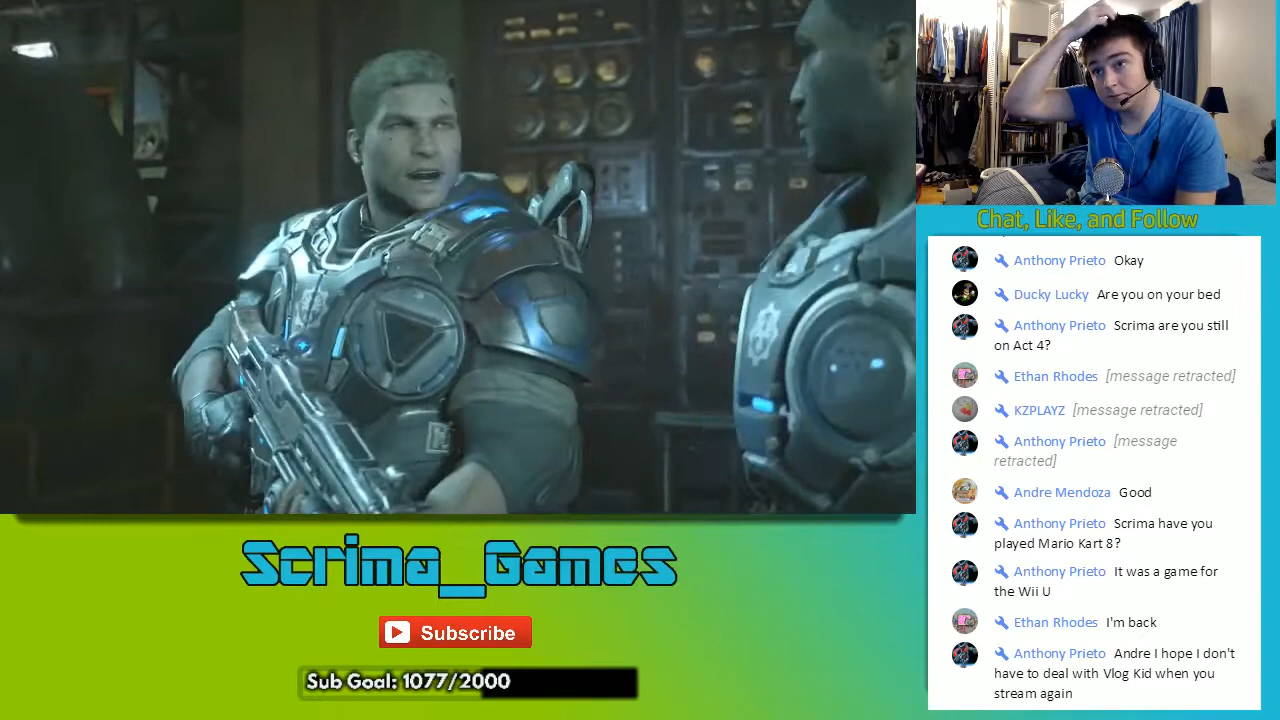 Chat, Like, and Follow
Anthony Prieto Okay
Ducky Lucky Are you on your bed
Anthony Prieto Scrima are you still
on Act 4?
Ethan Rhodes [message retracted]
KZPLAYZ [message retracted]
Anthony Prieto [message
retracted]
Andre Mendoza Good
Anthony Prieto Scrima have you
played Mario Kart 8?
Anthony Prieto It was a game for
the Wii U
Ethan Rhodes I'm back
Anthony Prieto Andre I hope I don't
have to deal with Vlog Kid when you
stream again
Scrima_Games
Subscribe
Sub Goal: 1077/2000